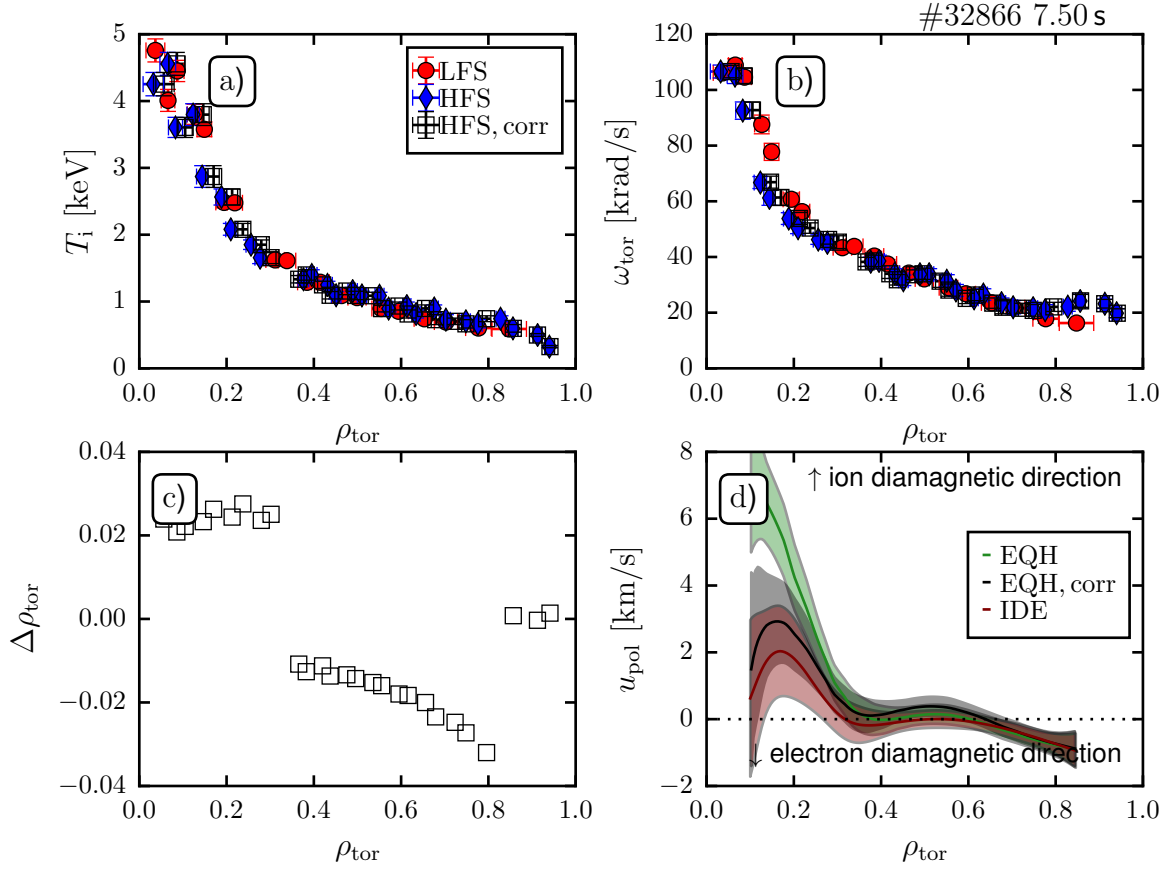 #32866 7.50 s
5
4
3
2
1
0
T_i [keV]
a)
LFS
HFS
HFS, corr
0.0 0.2 0.4 0.6 0.8 1.0
ρ_tor
120
100
80
60
40
20
0
ω_tor [krad/s]
b)
0.0 0.2 0.4 0.6 0.8 1.0
ρ_tor
0.04
0.02
0.00
−0.02
−0.04
Δρ_tor
c)
0.0 0.2 0.4 0.6 0.8 1.0
ρ_tor
8
6
4
2
0
−2
u_pol [km/s]
d)
↑ ion diamagnetic direction
EQH
EQH, corr
IDE
↓ electron diamagnetic direction
0.0 0.2 0.4 0.6 0.8 1.0
ρ_tor